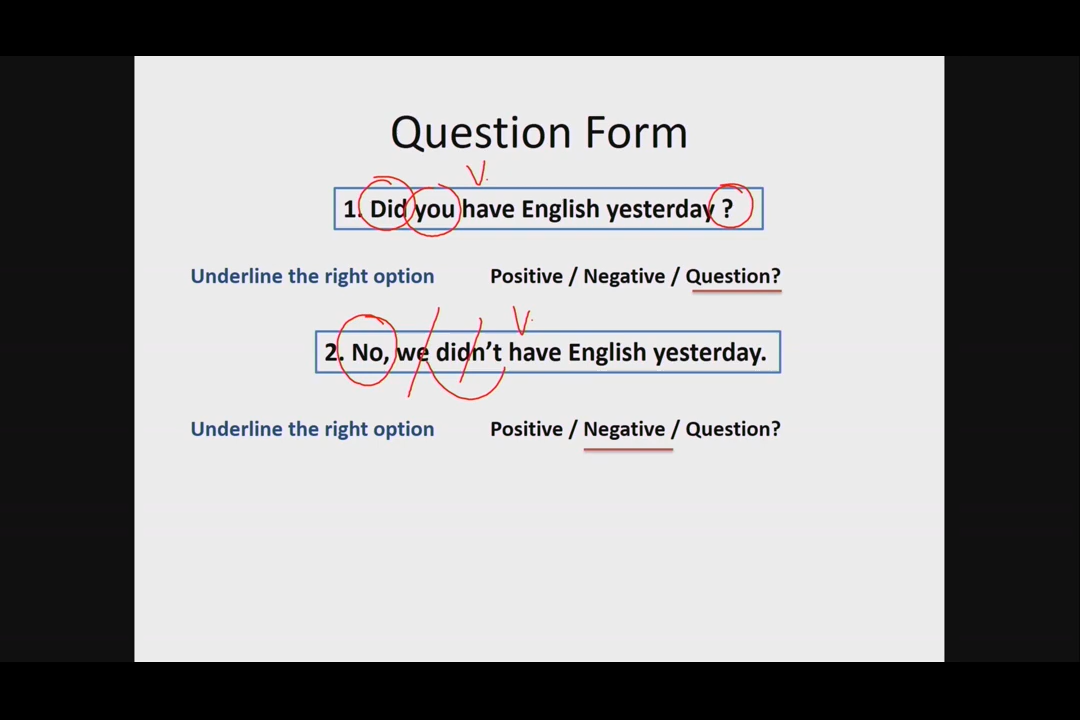 Question Form
V.
1. Did you have English yesterday ?
Underline the right option Positive / Negative / Question?
V.
2. No, we didn't have English yesterday.
Underline the right option Positive / Negative / Question?